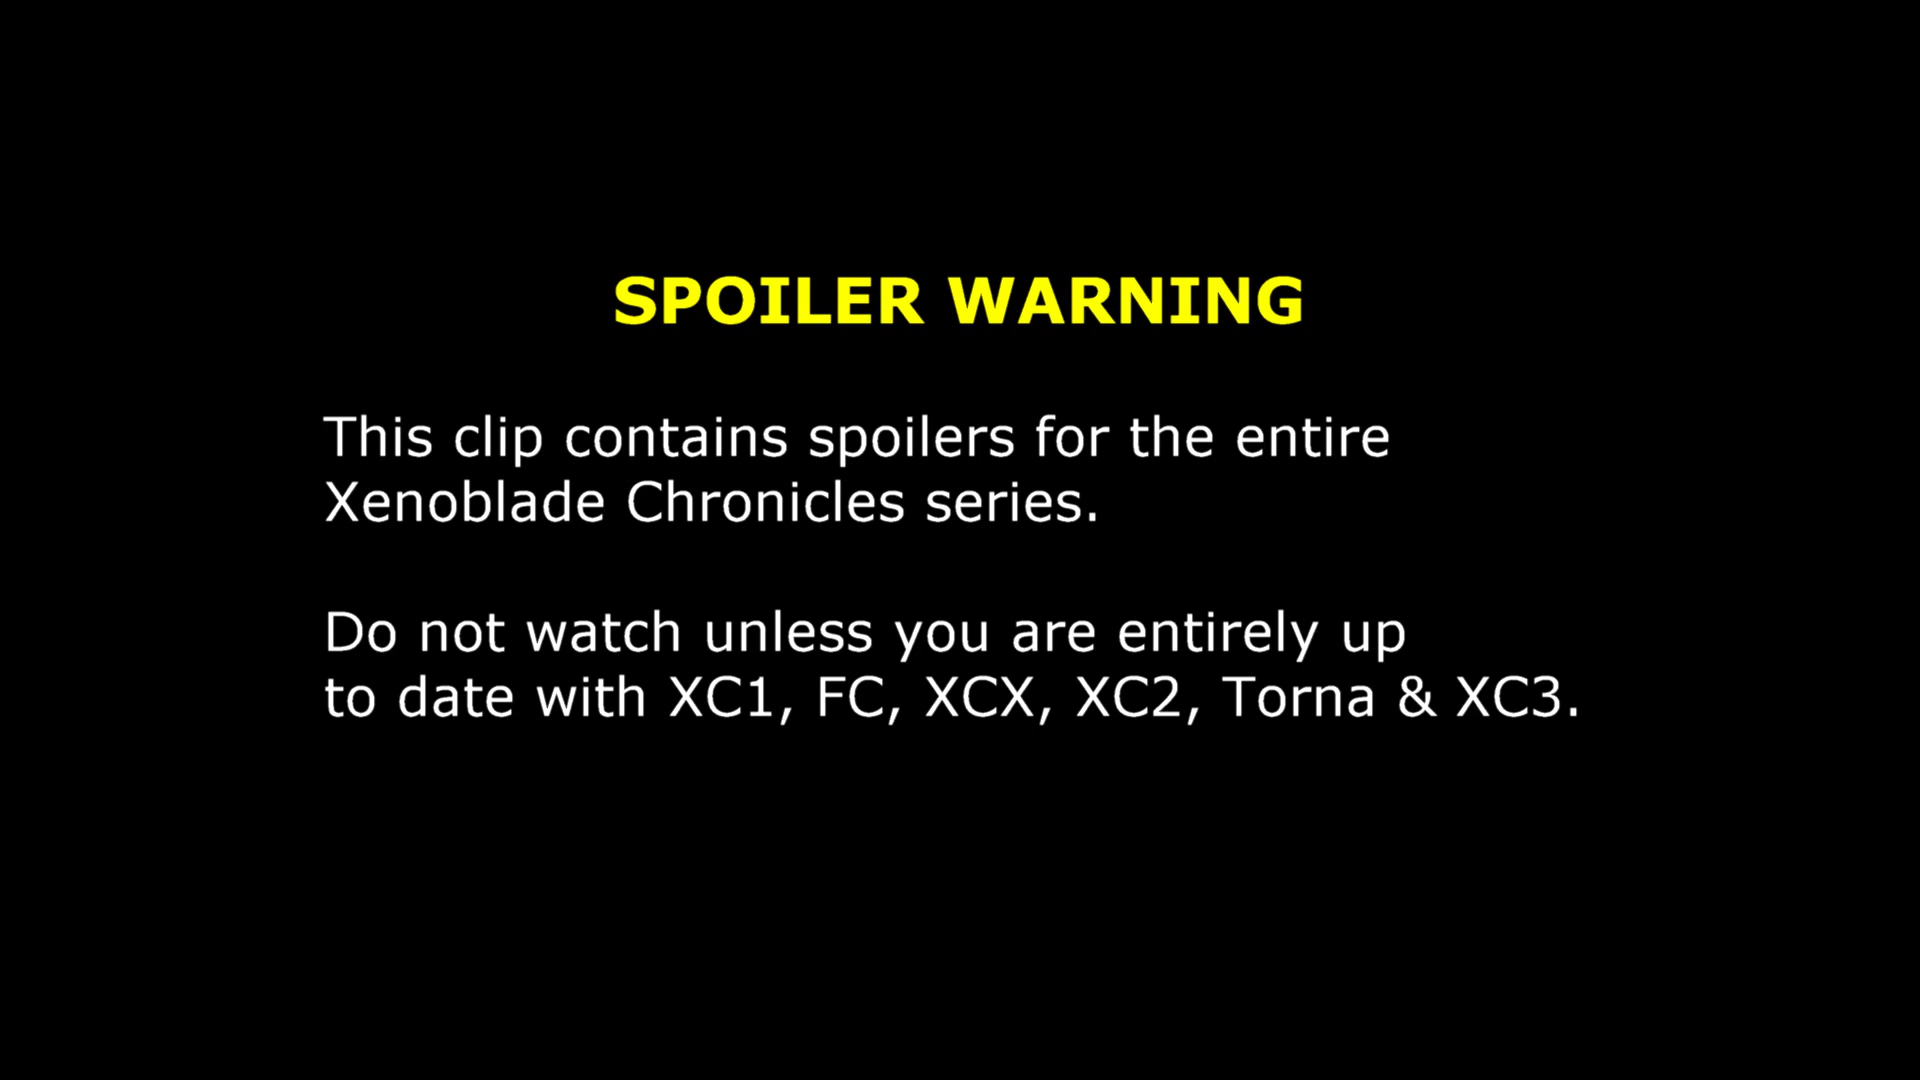 SPOILER WARNING
This clip contains spoilers for the entire
Xenoblade Chronicles series.
Do not watch unless you are entirely up
to date with XC1, FC, XCX, XC2, Torna & XC3.